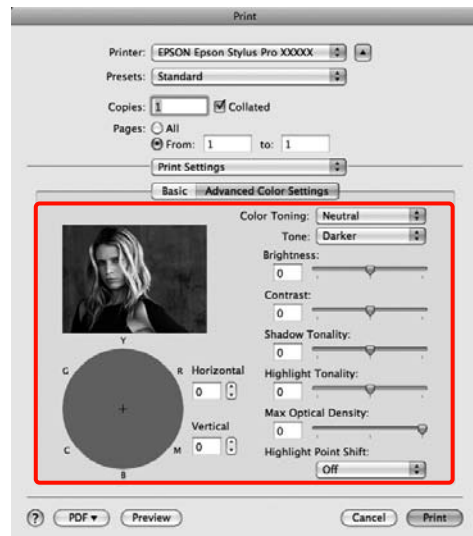 Print
Printer: EPSON Epson Stylus Pro XXXXX
Presets: Standard
Copies: 1 Collated
Pages: All
From: 1 to: 1
Print Settings
Basic Advanced Color Settings
Color Toning: Neutral
Tone: Darker
Brightness:
0
Contrast:
0
Shadow Tonality:
0
Highlight Tonality:
0
Max Optical Density:
0
Highlight Point Shift:
Off
Y
G R
C M
B
Horizontal
0
Vertical
0
? PDF▼ Preview Cancel Print